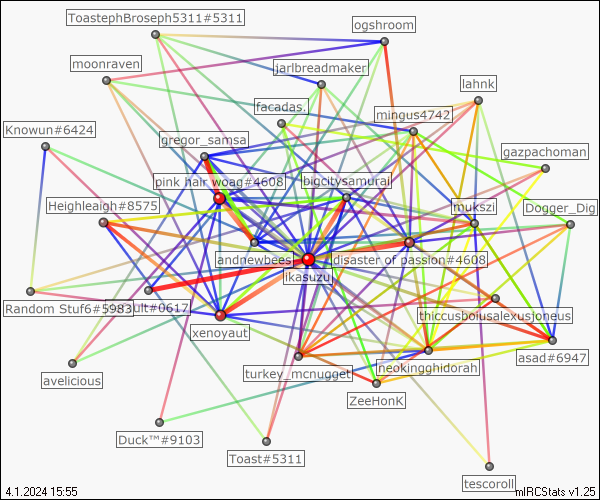 ToastephBroseph5311#5311
ogshroom
moonraven
jarlbreadmaker
lahnk
facadas.
mingus4742
Knowun#6424
gregor_samsa
gazpachoman
pink hair woag#4608
bigcitysamurai
Heighleaigh#8575
mukszi
Dogger_Dig
andnewbees
disaster of passion#4608
ikasuzu
Random Stuf6#5983
ault#0617
thiccusboiusalexusjoneus
xenoyaut
asad#6947
neokingghidorah
turkey_mcnugget
avelicious
ZeeHonK
Duck™#9103
Toast#5311
tescoroll
4.1.2024 15:55
mIRCStats v1.25